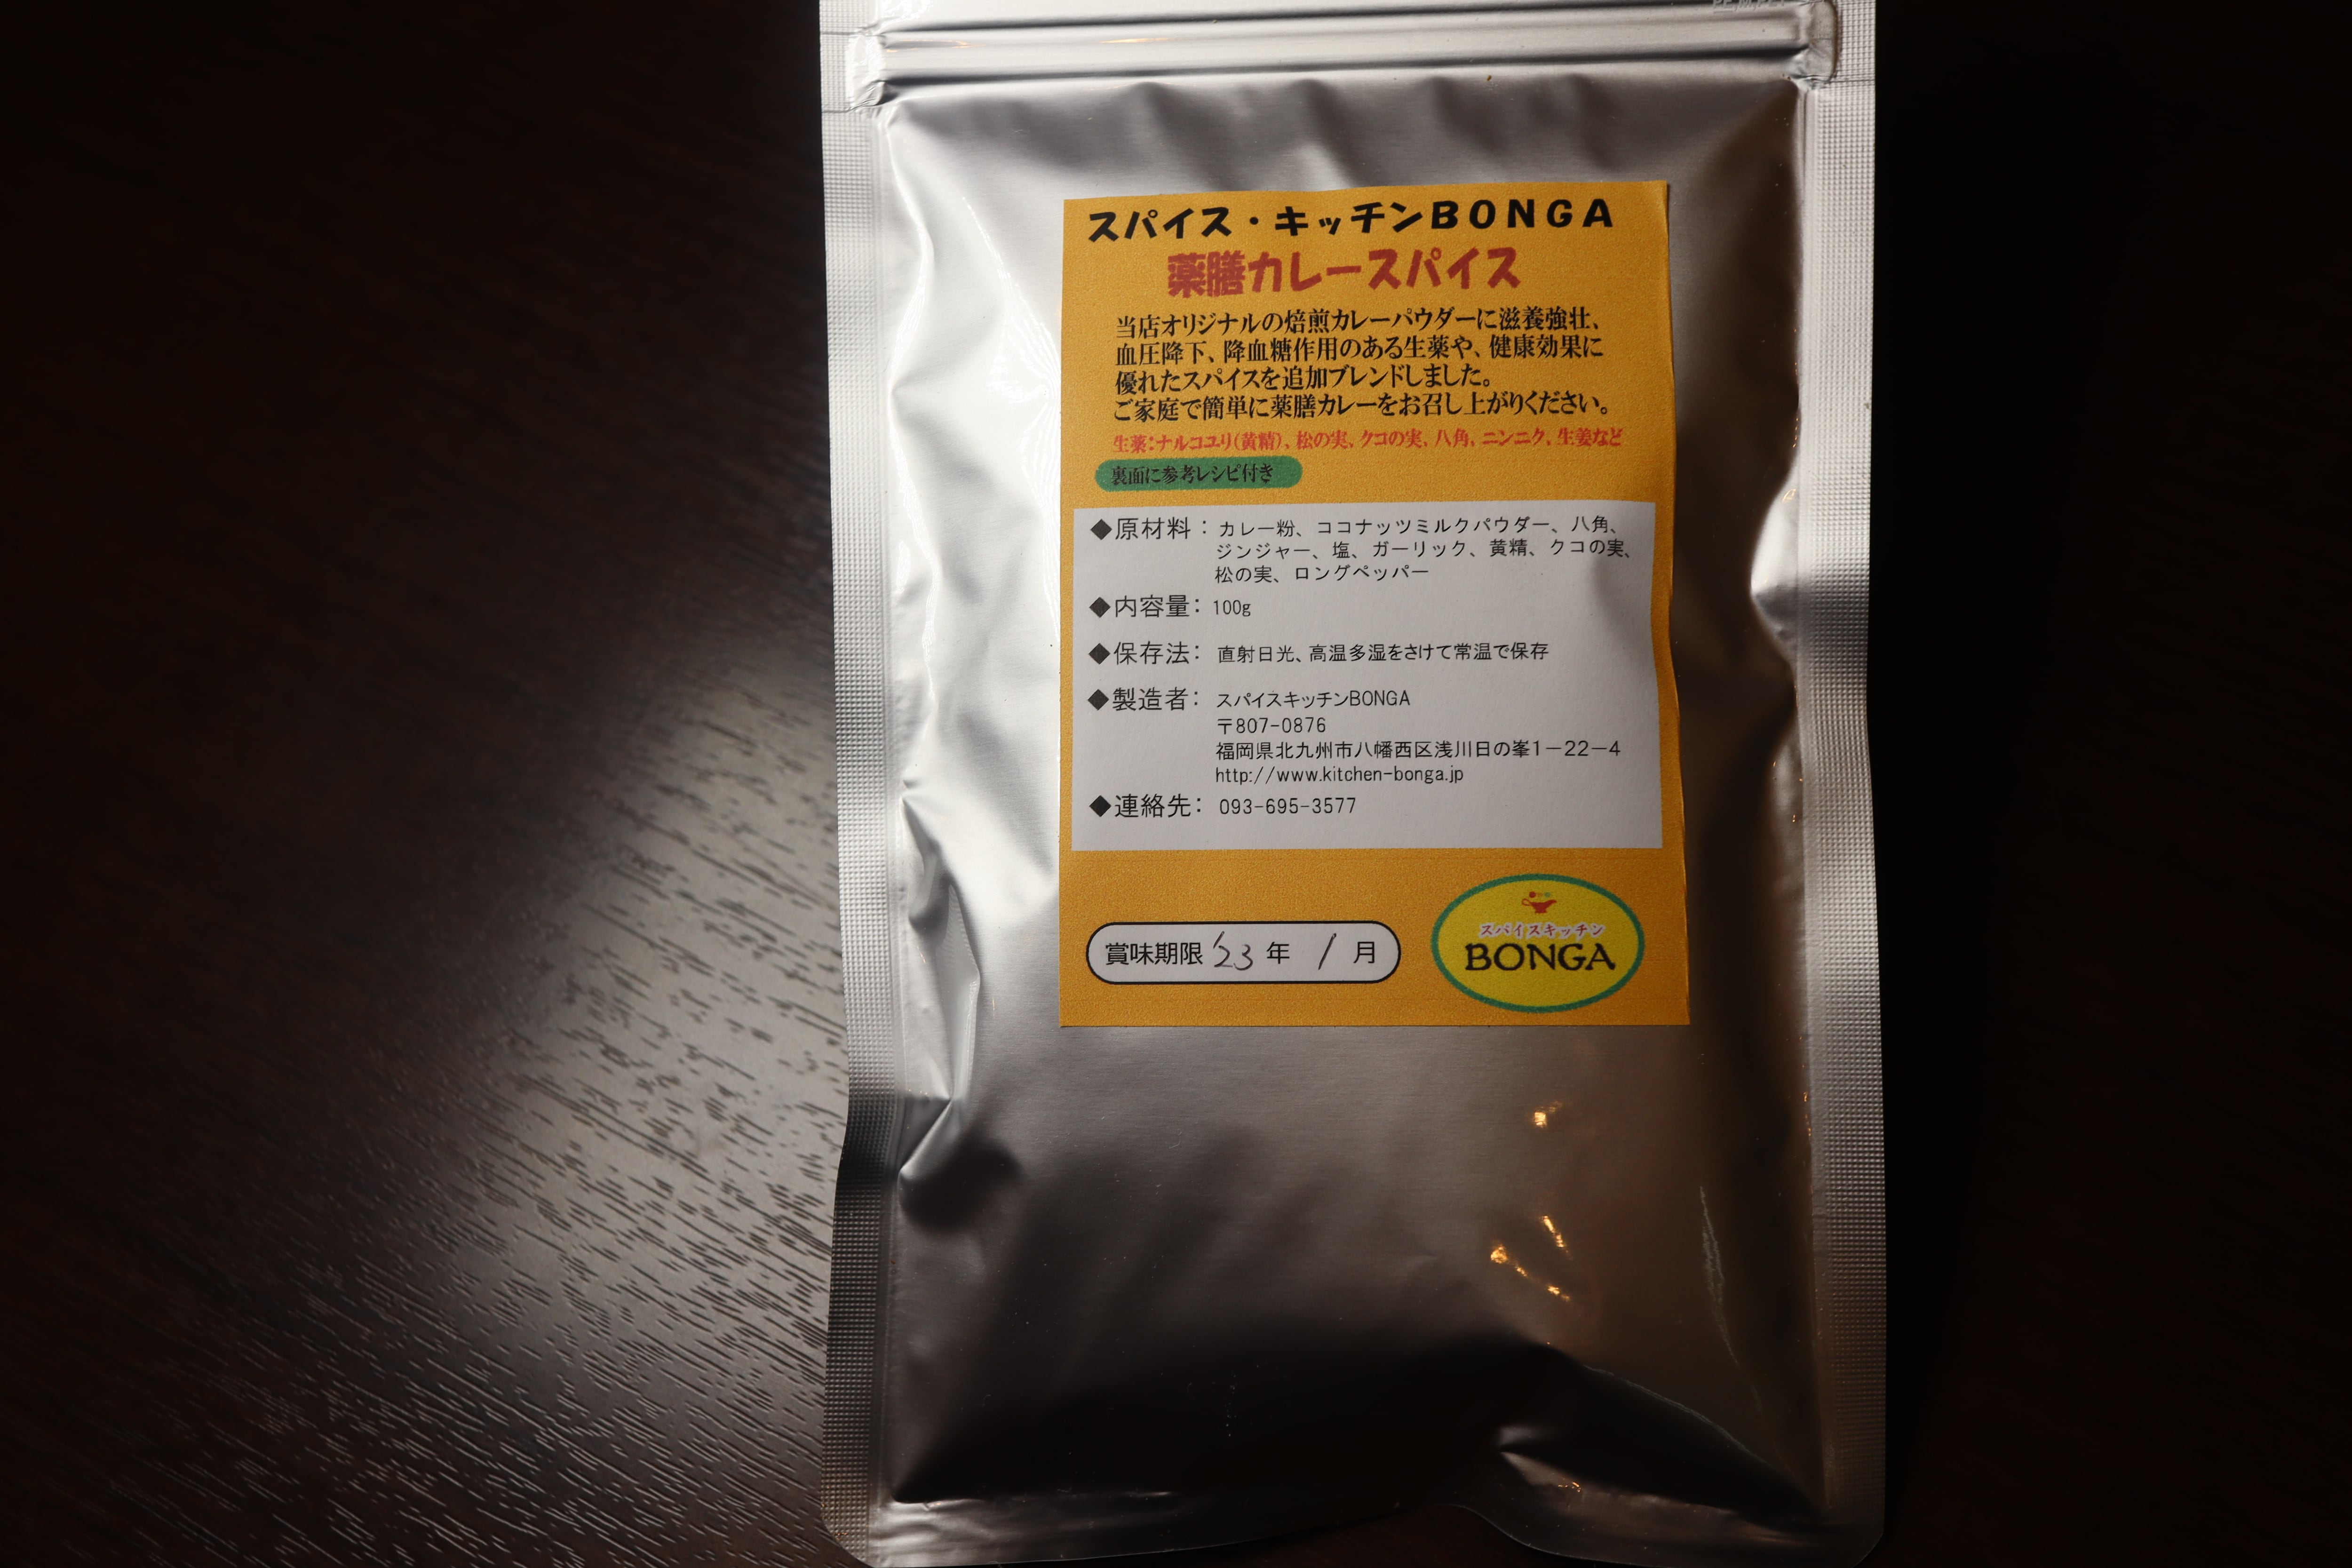 スパイス・キッチンBONGA
薬膳カレースパイス
当店オリジナルの焙煎カレーパウダーに滋養強壮、
血圧降下、降血糖作用のある生薬や、健康効果に
優れたスパイスを追加ブレンドしました。
ご家庭で簡単に薬膳カレーをお召し上がりください。
生薬：ナルコユリ(黄精)、松の実、クコの実、八角、ニンニク、生姜など
裏面に参考レシピ付き
◆原材料：カレー粉、ココナッツミルクパウダー、八角、
ジンジャー、塩、ガーリック、黄精、クコの実、
松の実、ロングペッパー
◆内容量：100g
◆保存法：直射日光、高温多湿をさけて常温で保存
◆製造者：スパイスキッチンBONGA
〒807-0876
福岡県北九州市八幡西区浅川日の峯1－22－4
http://www.kitchen-bonga.jp
◆連絡先：093-695-3577
賞味期限 '23 年 1 月
スパイスキッチン
BONGA